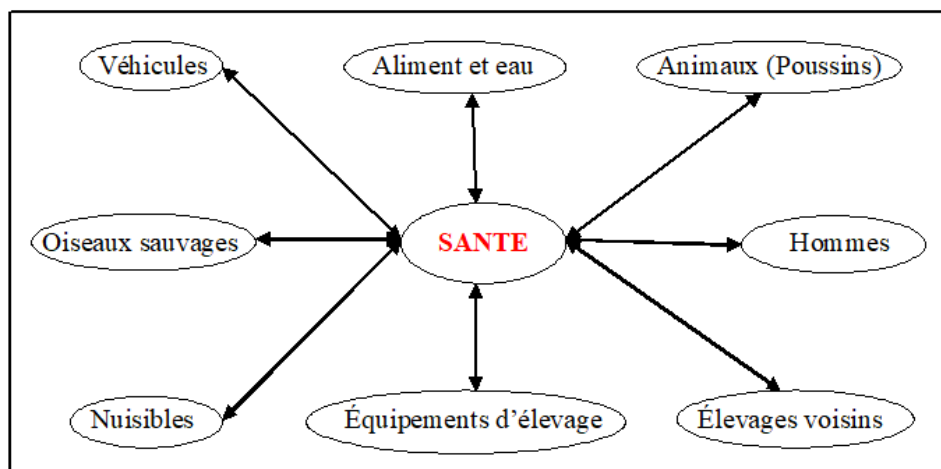 Véhicules
Aliment et eau
Animaux (Poussins)
Oiseaux sauvages
SANTE
Hommes
Nuisibles
Équipements d’élevage
Élevages voisins